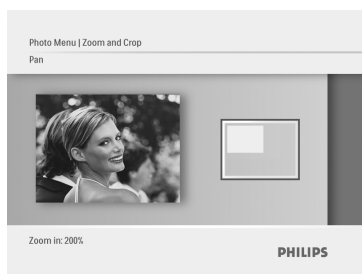 Photo Menu | Zoom and Crop
Pan
Zoom in: 200%
PHILIPS